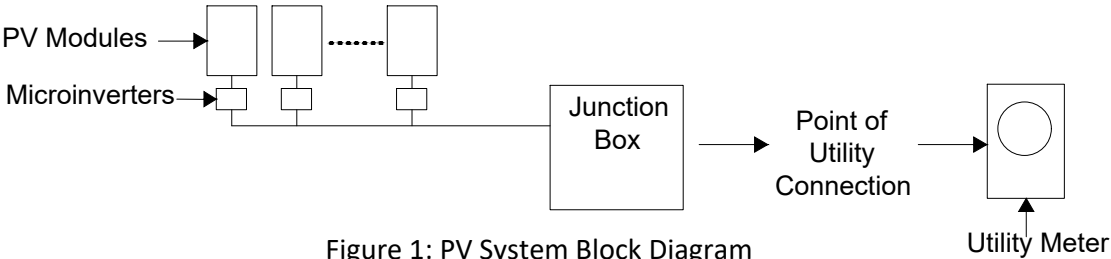 PV Modules
Microinverters
Junction
Box
Point of
Utility
Connection
Utility Meter
Figure 1: PV System Block Diagram